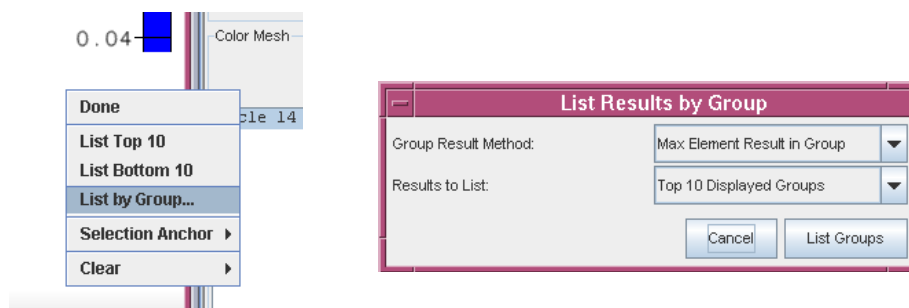 0.04
Color Mesh
Done
cle 14
List Top 10
List Bottom 10
List by Group...
Selection Anchor
Clear
List Results by Group
Group Result Method: Max Element Result in Group
Results to List: Top 10 Displayed Groups
Cancel List Groups